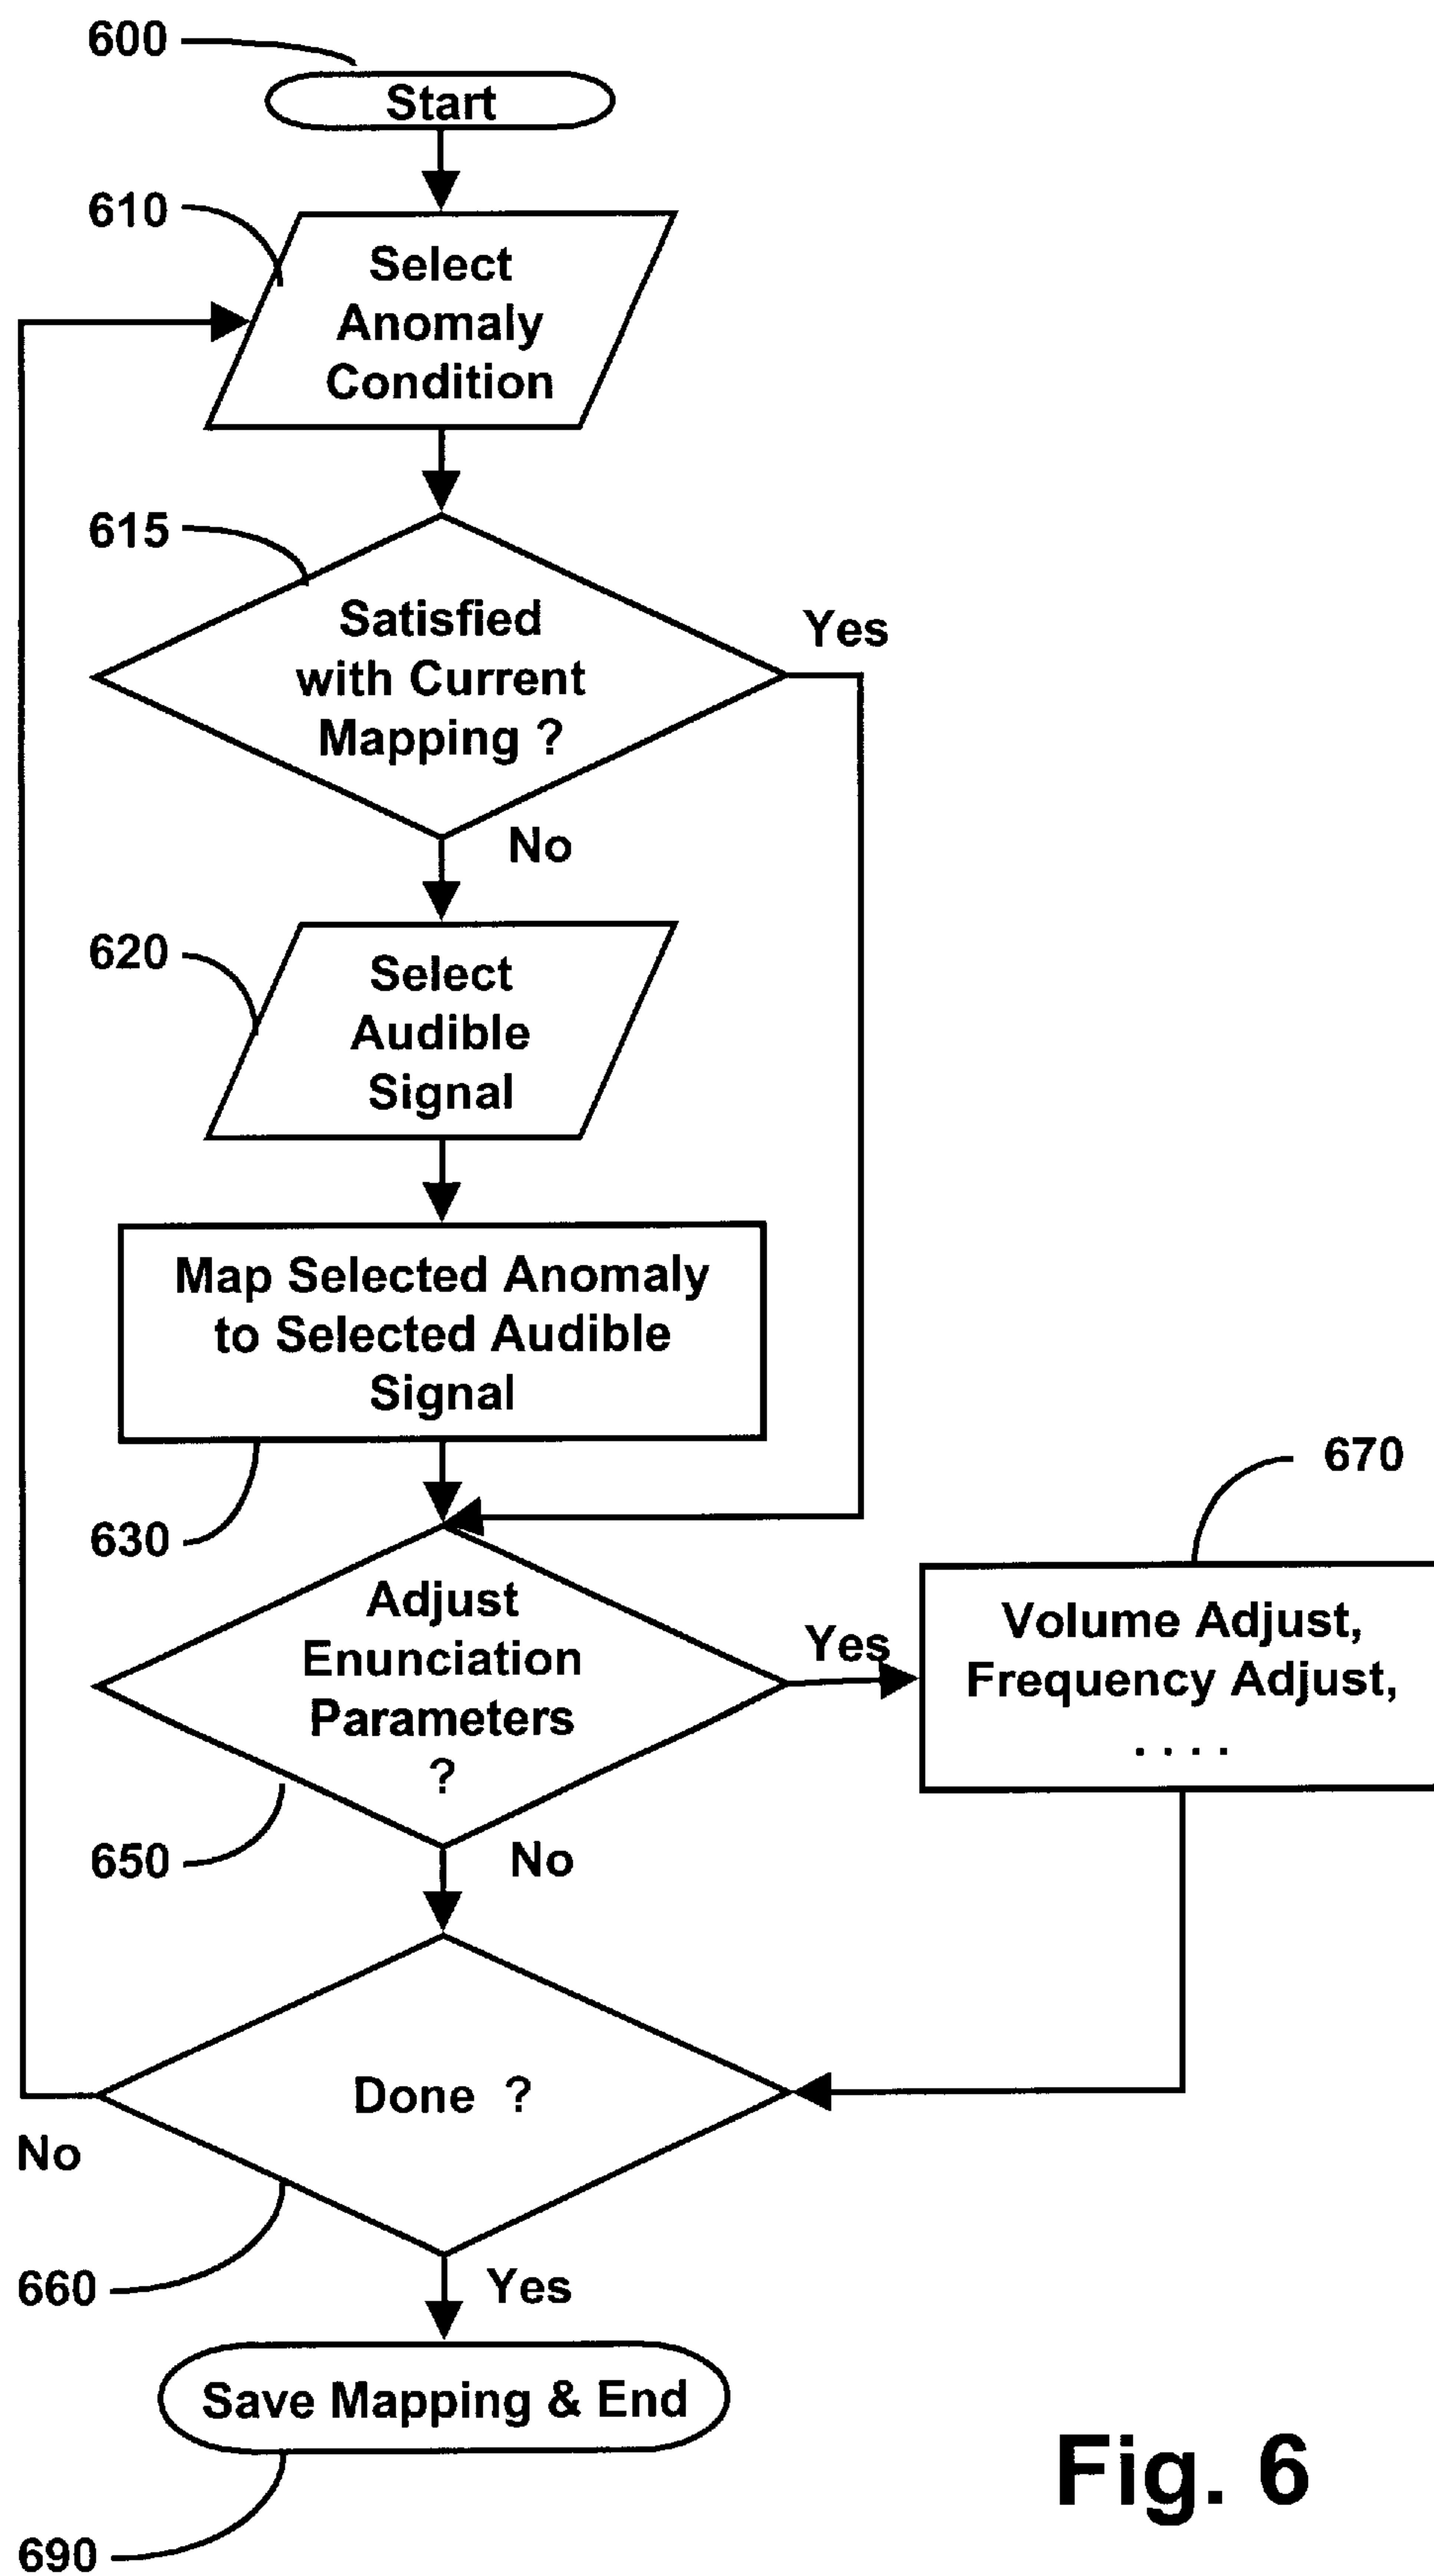 600
Start
610
Select
Anomaly
Condition
615
Satisfied
with Current
Mapping ?
Yes
No
620
Select
Audible
Signal
Map Selected Anomaly
to Selected Audible
Signal
630
670
Adjust
Enunciation
Parameters
?
Yes
Volume Adjust,
Frequency Adjust,
. . . .
650
No
Done ?
No
660
Yes
Save Mapping & End
690
Fig. 6